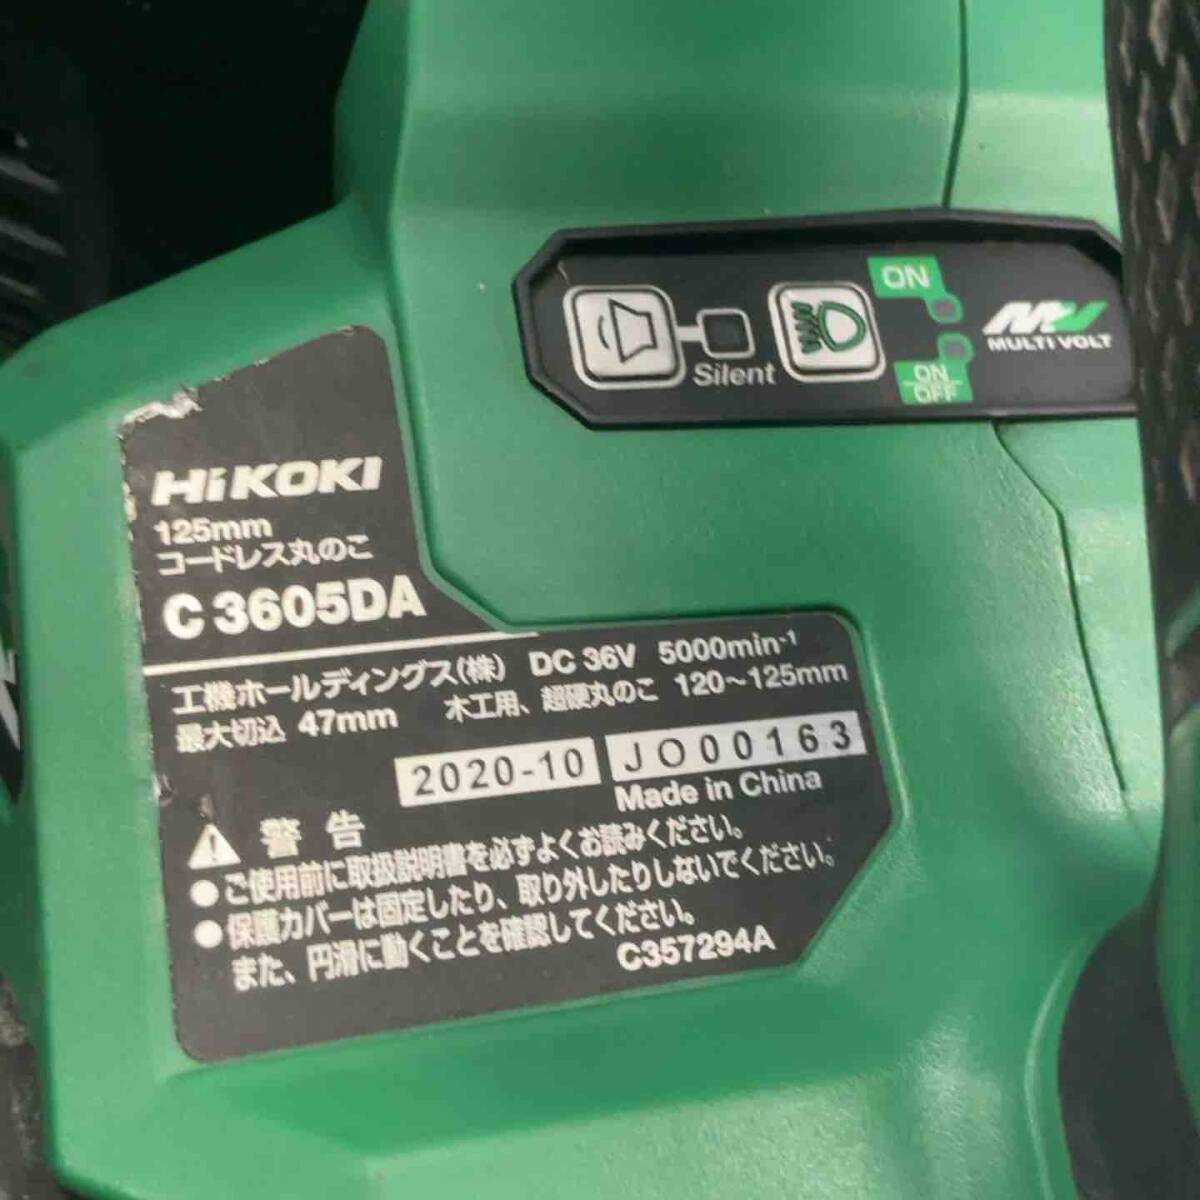 ON
MULTI VOLT
Silent
ON
OFF
HiKOKI
125mm
コードレス丸のこ
C 3605DA
工機ホールディングス(株) DC 36V 5000min-1
最大切込 47mm 木工用、超硬丸のこ 120~125mm
2020-10 JO00163
Made in China
警告
●ご使用前に取扱説明書を必ずよくお読みください。
●保護カバーは固定したり、取り外したりしないでください。
また、円滑に動くことを確認してください。
C357294A